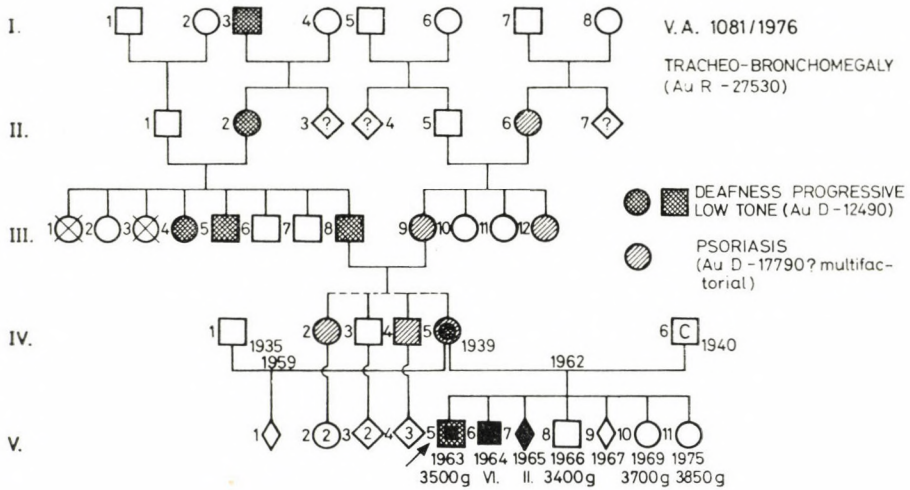 I. 1 2 3 4 5 6 7 8 V.A. 1081/1976
TRACHEO-BRONCHOMEGALY
(Au R -27530)
II. 1 2 3 ? ? 4 5 6 7 ?
DEAFNESS PROGRESSIVE
LOW TONE (Au D -12490)
III. 1 2 3 4 5 6 7 8 9 10 11 12
PSORIASIS
(Au D -17790? multifac-
torial)
IV. 1 2 3 4 5 6 C
1935 1939 1940
1959 1962
V. 1 2 2 3 2 4 3 5 6 7 8 9 10 11
1963 1964 1965 1966 1967 1969 1975
3500g VI. II. 3400g 3700g 3850g